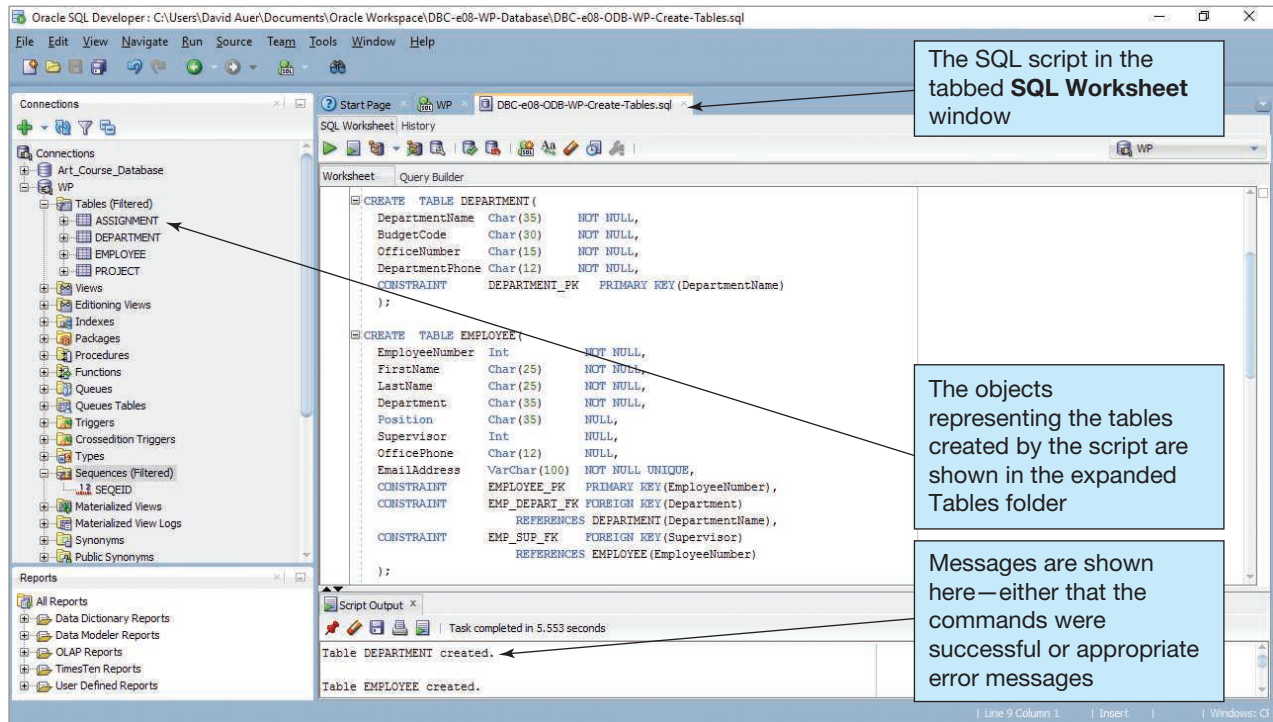 Oracle SQL Developer : C:\Users\David Auer\Documents\Oracle Workspace\DBC-e08-WP-Database\DBC-e08-ODB-WP-Create-Tables.sql
File Edit View Navigate Run Source Team Tools Window Help
The SQL script in the
tabbed SQL Worksheet
window
Connections
Connections
Art_Course_Database
WP
Tables (Filtered)
ASSIGNMENT
DEPARTMENT
EMPLOYEE
PROJECT
Views
Editioning Views
Indexes
Packages
Procedures
Functions
Queues
Queues Tables
Triggers
Crossedition Triggers
Types
Sequences (Filtered)
SEQEID
Materialized Views
Materialized View Logs
Synonyms
Public Synonyms
Reports
All Reports
Data Dictionary Reports
Data Modeler Reports
OLAP Reports
TimesTen Reports
User Defined Reports
Start Page WP DBC-e08-ODB-WP-Create-Tables.sql
SQL Worksheet History
WP
Worksheet Query Builder
CREATE TABLE DEPARTMENT(
DepartmentName Char(35) NOT NULL,
BudgetCode Char(30) NOT NULL,
OfficeNumber Char(15) NOT NULL,
DepartmentPhone Char(12) NOT NULL,
CONSTRAINT DEPARTMENT_PK PRIMARY KEY(DepartmentName)
);
CREATE TABLE EMPLOYEE(
EmployeeNumber Int NOT NULL,
FirstName Char(25) NOT NULL,
LastName Char(25) NOT NULL,
Department Char(35) NOT NULL,
Position Char(35) NULL,
Supervisor Int NULL,
OfficePhone Char(12) NULL,
EmailAddress VarChar(100) NOT NULL UNIQUE,
CONSTRAINT EMPLOYEE_PK PRIMARY KEY(EmployeeNumber),
CONSTRAINT EMP_DEPART_FK FOREIGN KEY(Department)
REFERENCES DEPARTMENT(DepartmentName),
CONSTRAINT EMP_SUP_FK FOREIGN KEY(Supervisor)
REFERENCES EMPLOYEE(EmployeeNumber)
);
The objects
representing the tables
created by the script are
shown in the expanded
Tables folder
Script Output
Task completed in 5.553 seconds
Table DEPARTMENT created.
Table EMPLOYEE created.
Messages are shown
here—either that the
commands were
successful or appropriate
error messages
Line 9 Column 1 Insert Windows: C